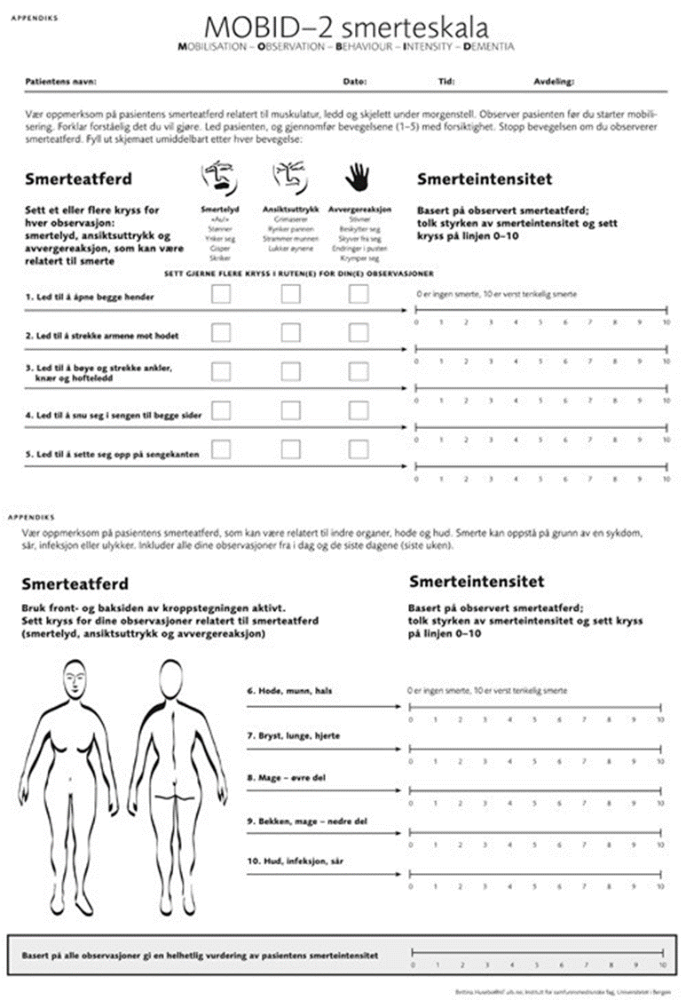 APPENDIKS
MOBID–2 smerteskala
MOBILISATION – OBSERVATION – BEHAVIOUR – INTENSITY – DEMENTIA
Patientens navn: Dato: Tid: Avdeling:
Vær oppmerksom på pasientens smerteatferd relatert til muskulatur, ledd og skjelett under morgenstell. Observer pasienten før du starter mobili-
sering. Forklar forståelig det du vil gjøre. Led pasienten, og gjennomfør bevegelsene (1–5) med forsiktighet. Stopp bevegelsen om du observerer
smerteatferd. Fyll ut skjemaet umiddelbart etter hver bevegelse:
Smerteatferd
Sett et eller flere kryss for
hver observasjon:
smertelyd, ansiktsuttrykk og
avvergereaksjon, som kan være
relatert til smerte
Smertelyd
«Au!»
Stønner
Ynker seg
Gisper
Skriker
Ansiktsuttrykk
Grimaserer
Rynker pannen
Strammer munnen
Lukker øynene
Avvergereaksjon
Stivner
Beskytter seg
Skyver fra seg
Endringer i pusten
Krymper seg
Smerteintensitet
Basert på observert smerteatferd;
tolk styrken av smerteintensitet og sett
kryss på linjen 0–10
SETT GJERNE FLERE KRYSS I RUTEN(E) FOR DIN(E) OBSERVASJONER
1. Led til å åpne begge hender
0 er ingen smerte, 10 er verst tenkelig smerte
0 1 2 3 4 5 6 7 8 9 10
2. Led til å strekke armene mot hodet
0 1 2 3 4 5 6 7 8 9 10
3. Led til å bøye og strekke ankler,
knær og hofteledd
0 1 2 3 4 5 6 7 8 9 10
4. Led til å snu seg i sengen til begge sider
0 1 2 3 4 5 6 7 8 9 10
5. Led til å sette seg opp på sengekanten
0 1 2 3 4 5 6 7 8 9 10
APPENDIKS
Vær oppmerksom på pasientens smerteatferd, som kan være relatert til indre organer, hode og hud. Smerte kan oppstå på grunn av en sykdom,
sår, infeksjon eller ulykker. Inkluder alle dine observasjoner fra i dag og de siste dagene (siste uken).
Smerteatferd
Bruk front- og baksiden av kroppstegningen aktivt.
Sett kryss for dine observasjoner relatert til smerteatferd
(smertelyd, ansiktsuttrykk og avvergereaksjon)
Smerteintensitet
Basert på observert smerteatferd;
tolk styrken av smerteintensitet og sett kryss
på linjen 0–10
6. Hode, munn, hals
0 er ingen smerte, 10 er verst tenkelig smerte
0 1 2 3 4 5 6 7 8 9 10
7. Bryst, lunge, hjerte
0 1 2 3 4 5 6 7 8 9 10
8. Mage – øvre del
0 1 2 3 4 5 6 7 8 9 10
9. Bekken, mage – nedre del
0 1 2 3 4 5 6 7 8 9 10
10. Hud, infeksjon, sår
0 1 2 3 4 5 6 7 8 9 10
Basert på alle observasjoner gi en helhetlig vurdering av pasientens smerteintensitet
0 1 2 3 4 5 6 7 8 9 10
Institutt for samfunnsmedisinske fag, Universitetet i Bergen